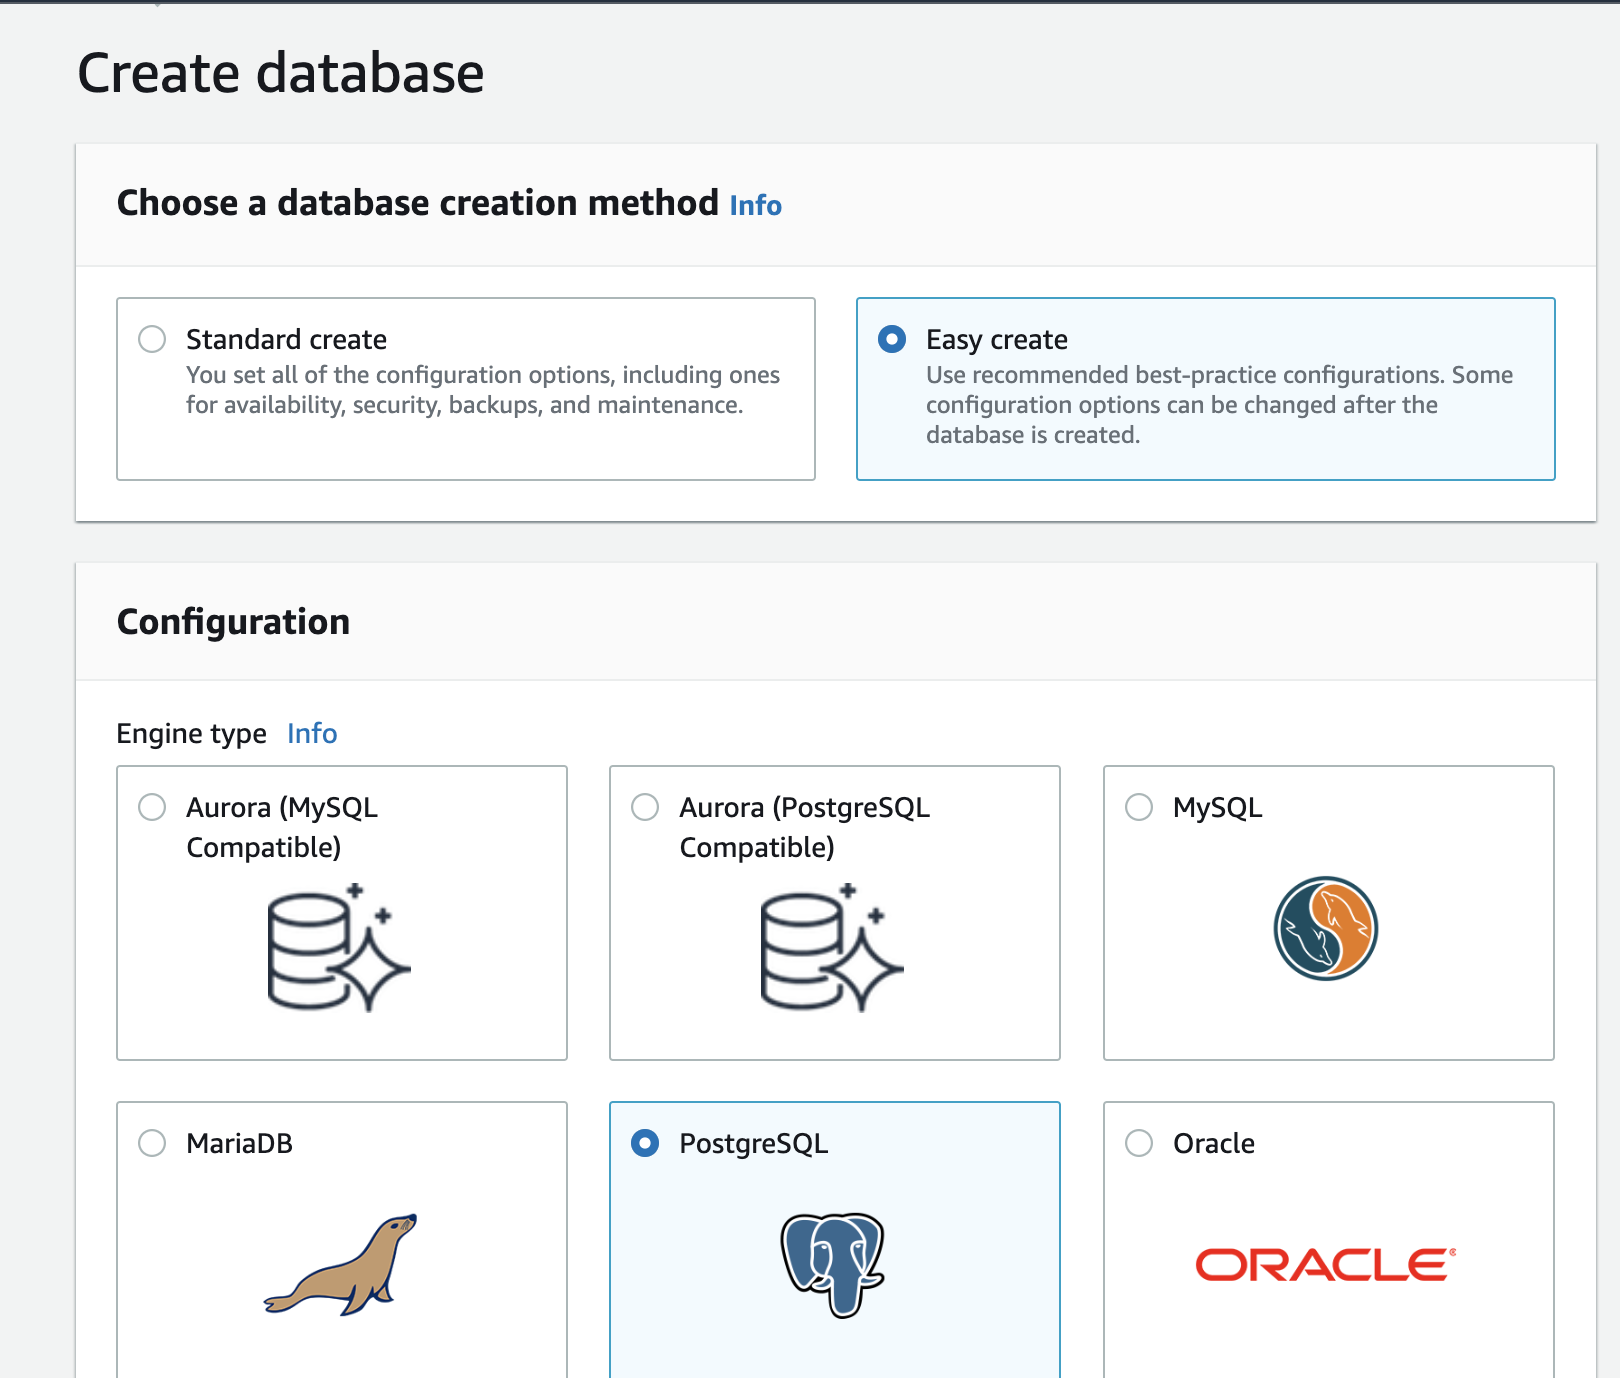 Create database
Choose a database creation method Info
Standard create
You set all of the configuration options, including ones
for availability, security, backups, and maintenance.
Easy create
Use recommended best-practice configurations. Some
configuration options can be changed after the
database is created.
Configuration
Engine type Info
Aurora (MySQL
Compatible)
Aurora (PostgreSQL
Compatible)
MySQL
MariaDB
PostgreSQL
Oracle
ORACLE®